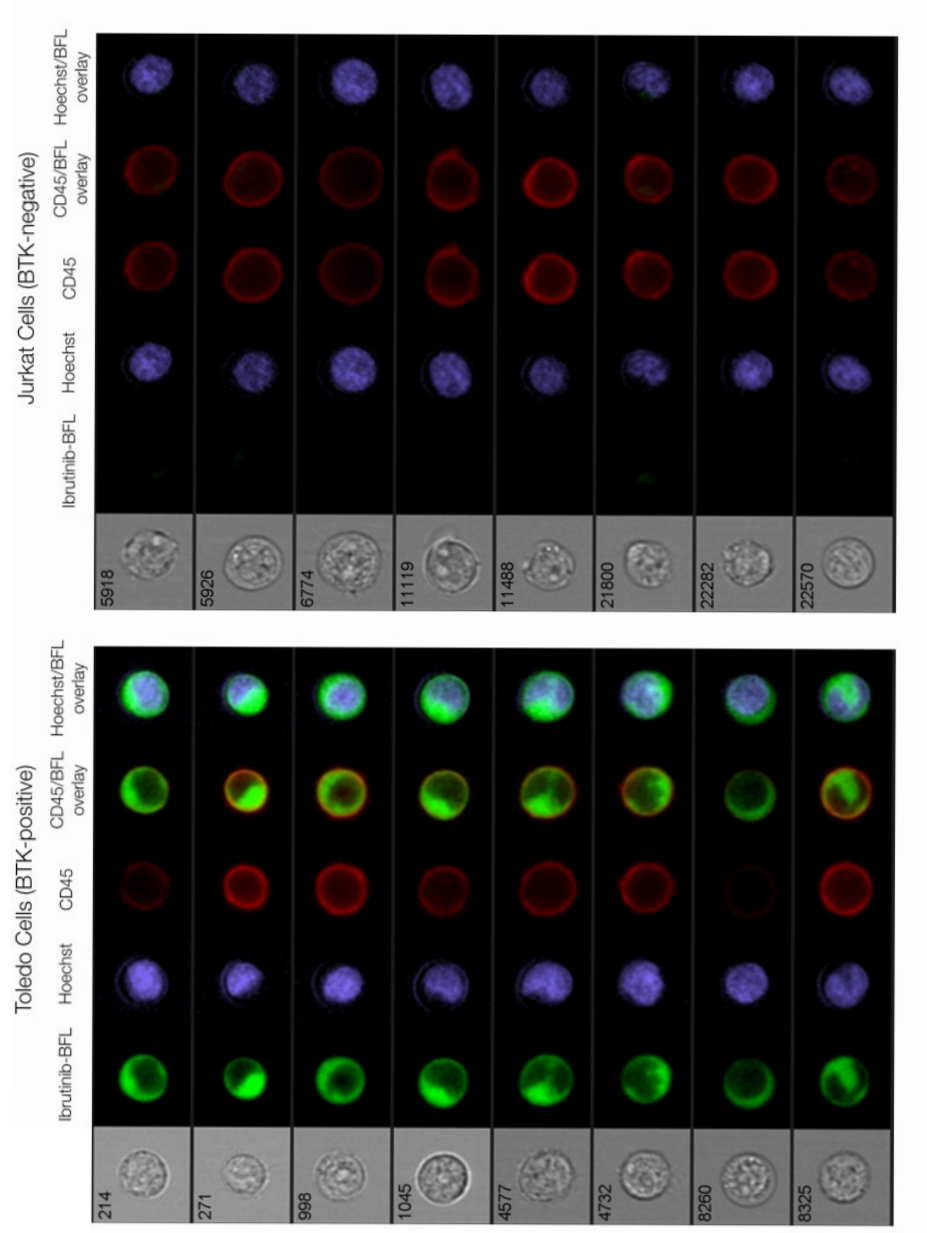 Toledo Cells (BTK-positive)
Ibrutinib-BFL
Hoechst
CD45
CD45/BFL
overlay
Hoechst/BFL
overlay
214
271
998
1045
4577
4732
8260
8325
Jurkat Cells (BTK-negative)
Ibrutinib-BFL
Hoechst
CD45
CD45/BFL
overlay
Hoechst/BFL
overlay
5918
5926
6774
11119
11488
21800
22282
22570